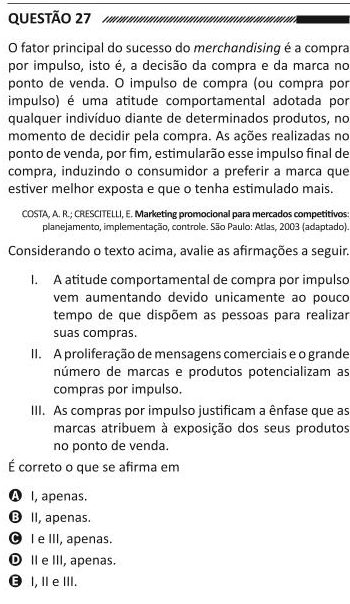 QUESTÃO 27
O fator principal do sucesso do merchandising é a compra
por impulso, isto é, a decisão da compra e da marca no
ponto de venda. O impulso de compra (ou compra por
impulso) é uma atitude comportamental adotada por
qualquer indivíduo diante de determinados produtos, no
momento de decidir pela compra. As ações realizadas no
ponto de venda, por fim, estimularão esse impulso final de
compra, induzindo o consumidor a preferir a marca que
estiver melhor exposta e que o tenha estimulado mais.
COSTA, A. R.; CRESCITELLI, E. Marketing promocional para mercados competitivos:
planejamento, implementação, controle. São Paulo: Atlas, 2003 (adaptado).
Considerando o texto acima, avalie as afirmações a seguir.
I. A atitude comportamental de compra por impulso
vem aumentando devido unicamente ao pouco
tempo de que dispõem as pessoas para realizar
suas compras.
II. A proliferação de mensagens comerciais e o grande
número de marcas e produtos potencializam as
compras por impulso.
III. As compras por impulso justificam a ênfase que as
marcas atribuem à exposição dos seus produtos
no ponto de venda.
É correto o que se afirma em
A I, apenas.
B II, apenas.
C I e III, apenas.
D II e III, apenas.
E I, II e III.